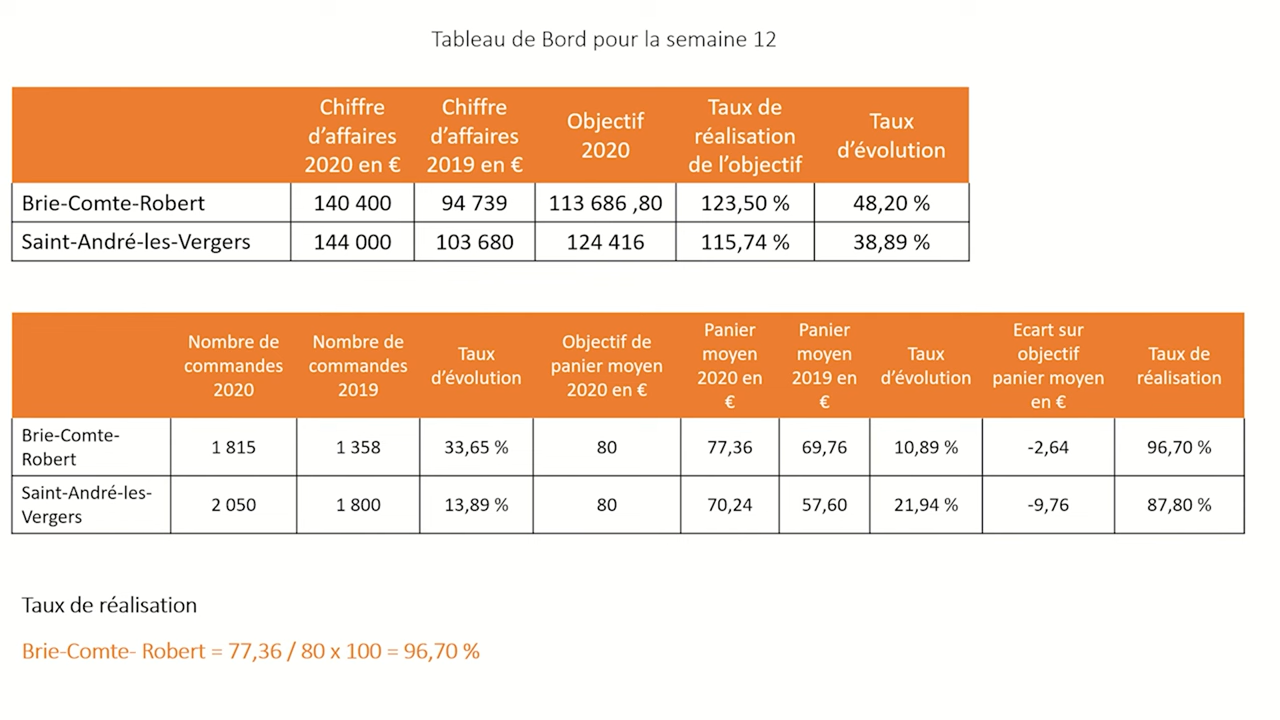 Tableau de Bord pour la semaine 12
Chiffre d'affaires 2020 en € Chiffre d'affaires 2019 en € Objectif 2020 Taux de réalisation de l'objectif Taux d'évolution
Brie-Comte-Robert 140 400 94 739 113 686 ,80 123,50 % 48,20 %
Saint-André-les-Vergers 144 000 103 680 124 416 115,74 % 38,89 %
Nombre de commandes 2020 Nombre de commandes 2019 Taux d'évolution Objectif de panier moyen 2020 en € Panier moyen 2020 en € Panier moyen 2019 en € Taux d'évolution Ecart sur objectif panier moyen en € Taux de réalisation
Brie-Comte-Robert 1 815 1 358 33,65 % 80 77,36 69,76 10,89 % -2,64 96,70 %
Saint-André-les-Vergers 2 050 1 800 13,89 % 80 70,24 57,60 21,94 % -9,76 87,80 %
Taux de réalisation
Brie-Comte- Robert = 77,36 / 80 x 100 = 96,70 %